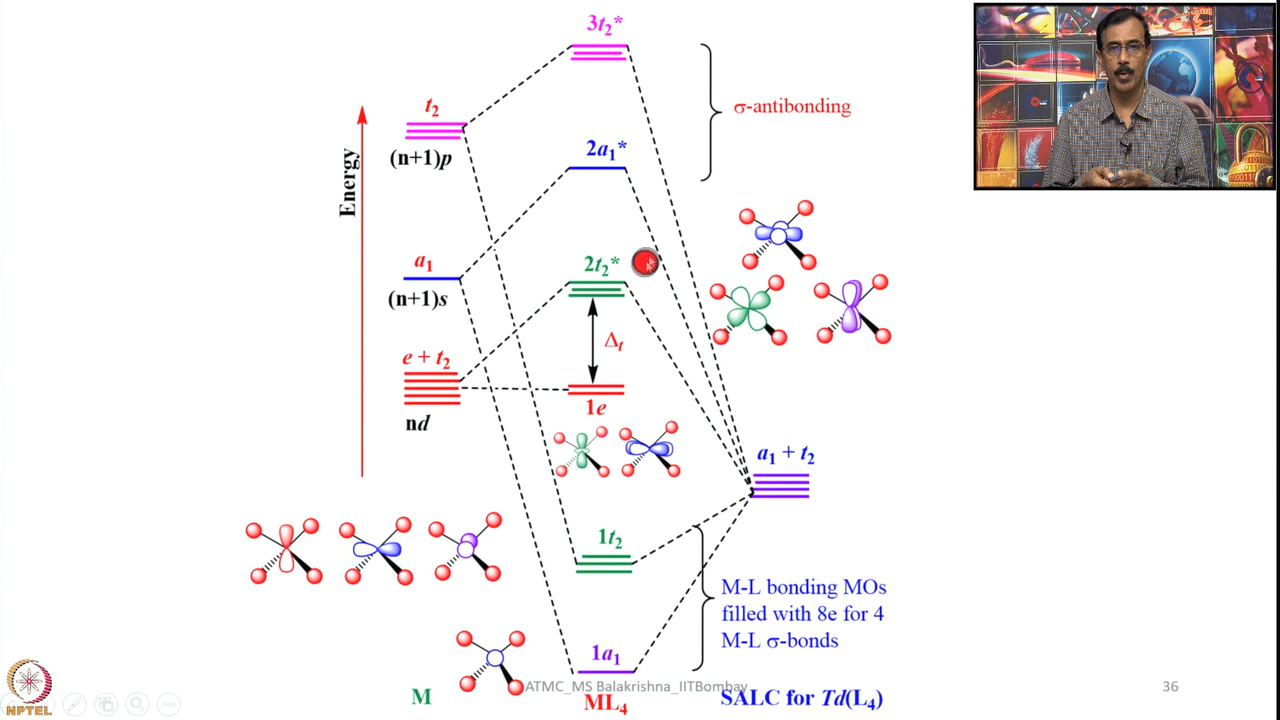 3t₂*
t₂
(n+1)p
σ-antibonding
2a₁*
Energy
a₁
(n+1)s
2t₂*
Δt
e + t₂
nd
1e
a₁ + t₂
1t₂
M-L bonding MOs
filled with 8e for 4
M-L σ-bonds
1a₁
M
ML₄
SALC for Td(L₄)
ATMC_MS Balakrishna_IITBombay
36
NPTEL